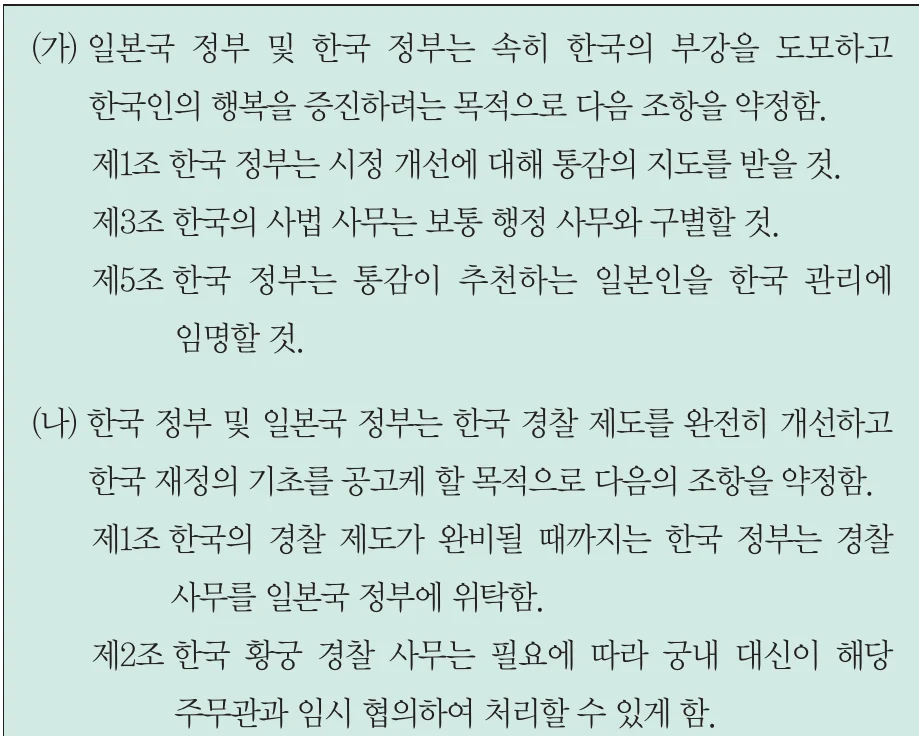 (가) 일본국 정부 및 한국 정부는 속히 한국의 부강을 도모하고
한국인의 행복을 증진하려는 목적으로 다음 조항을 약정함.
제1조 한국 정부는 시정 개선에 대해 통감의 지도를 받을 것.
제3조 한국의 사법 사무는 보통 행정 사무와 구별할 것.
제5조 한국 정부는 통감이 추천하는 일본인을 한국 관리에
임명할 것.
(나) 한국 정부 및 일본국 정부는 한국 경찰 제도를 완전히 개선하고
한국 재정의 기초를 공고케 할 목적으로 다음의 조항을 약정함.
제1조 한국의 경찰 제도가 완비될 때까지는 한국 정부는 경찰
사무를 일본국 정부에 위탁함.
제2조 한국 황궁 경찰 사무는 필요에 따라 궁내 대신이 해당
주무관과 임시 협의하여 처리할 수 있게 함.